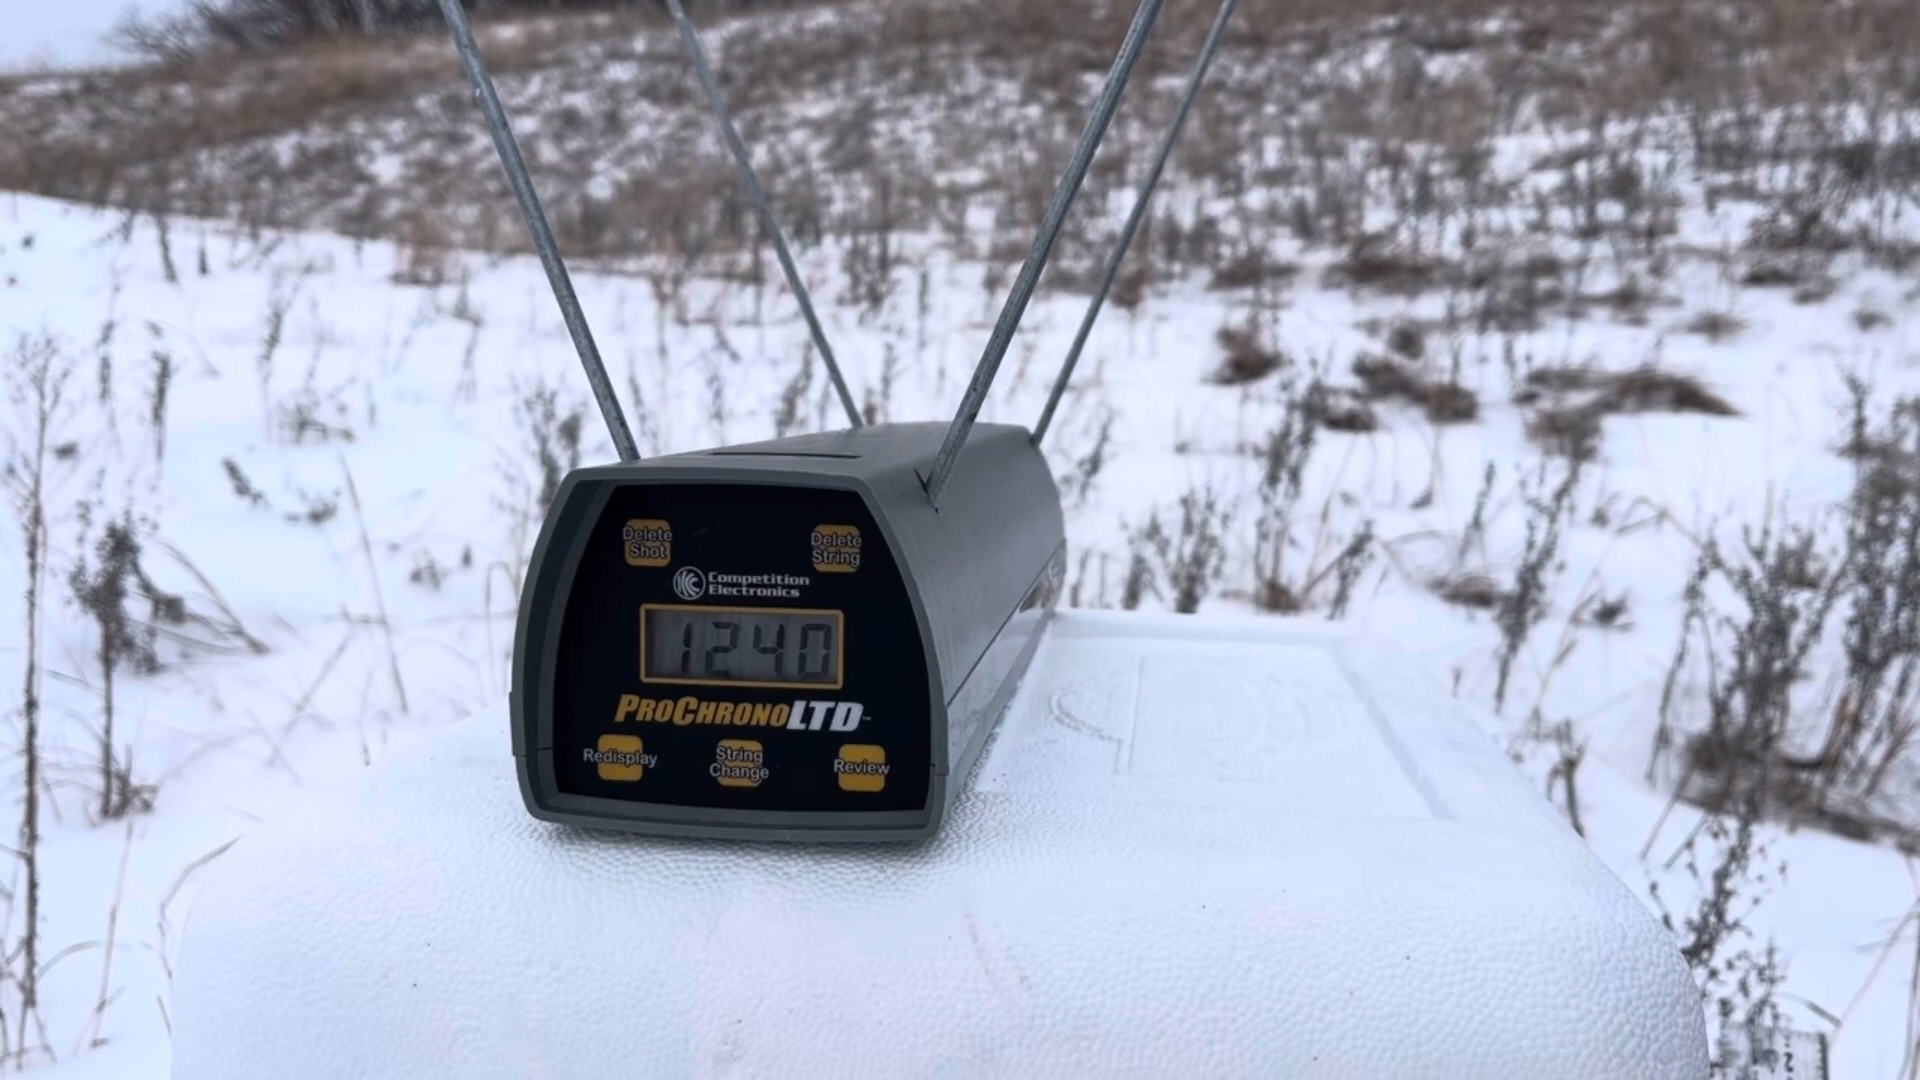 Delete
Shot
Delete
String
Competition
Electronics
1240
PROCHRONOLTD
Redisplay
String
Change
Review